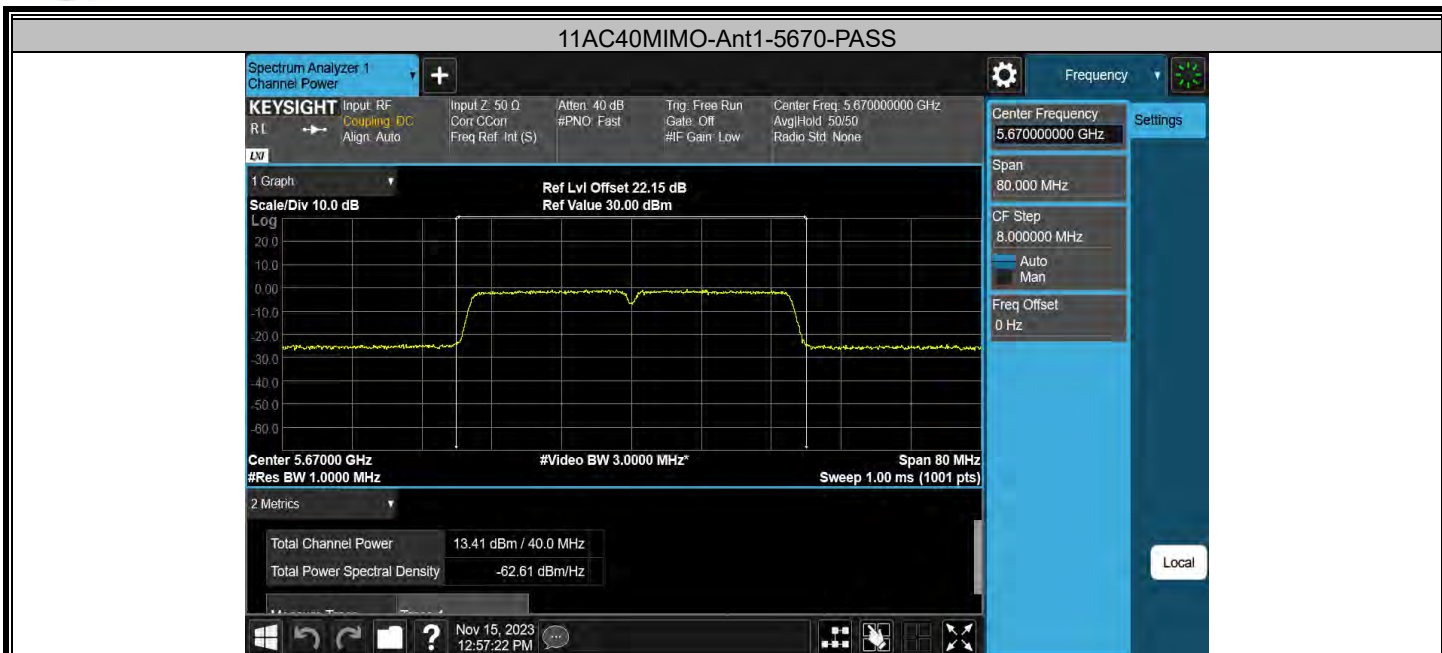 11AC40MIMO-Ant1-5670-PASS
Spectrum Analyzer 1
Channel Power
Frequency
KEYSIGHT
RL
LXI
Input: RF
Coupling: DC
Align: Auto
Input Z: 50 Ω
Corr CCorr
Freq Ref: Int (S)
Atten: 40 dB
#PNO: Fast
Trig: Free Run
Gate: Off
#IF Gain: Low
Center Freq: 5.670000000 GHz
Avg|Hold: 50/50
Radio Std: None
Center Frequency
5.670000000 GHz
Settings
Span
80.000 MHz
CF Step
8.000000 MHz
Auto
Man
Freq Offset
0 Hz
1 Graph
Scale/Div 10.0 dB
Ref Lvl Offset 22.15 dB
Ref Value 30.00 dBm
Log
20.0
10.0
0.00
-10.0
-20.0
-30.0
-40.0
-50.0
-60.0
Center 5.67000 GHz
#Res BW 1.0000 MHz
#Video BW 3.0000 MHz*
Span 80 MHz
Sweep 1.00 ms (1001 pts)
2 Metrics
Total Channel Power 13.41 dBm / 40.0 MHz
Total Power Spectral Density -62.61 dBm/Hz
Local
?
Nov 15, 2023
12:57:22 PM